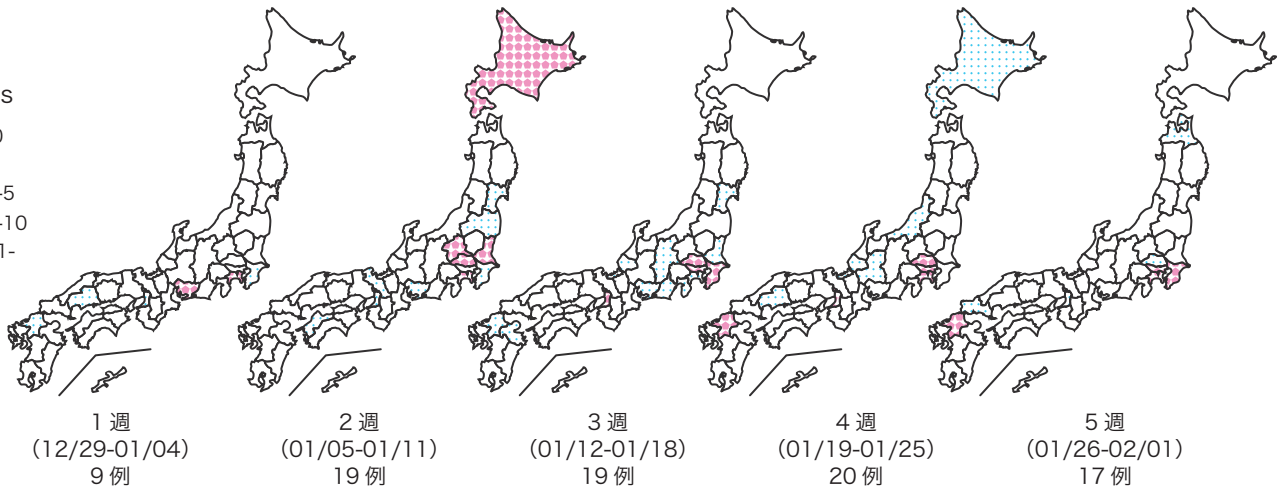 s
0
-5
-10
1-
1 週
（12/29-01/04）
9 例
2 週
（01/05-01/11）
19 例
3 週
（01/12-01/18）
19 例
4 週
（01/19-01/25）
20 例
5 週
（01/26-02/01）
17 例